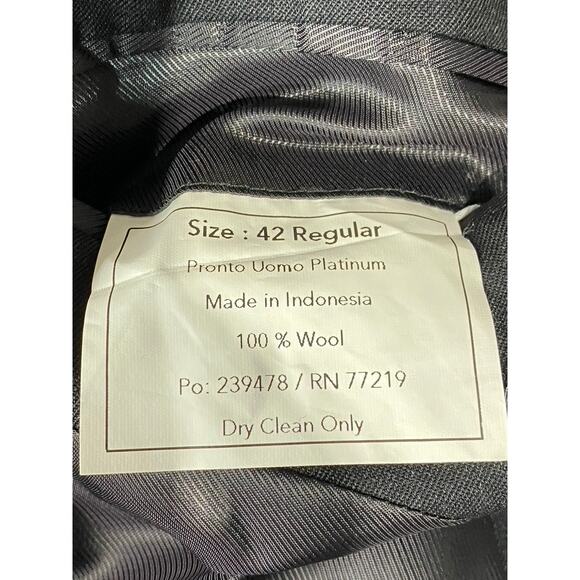 Size : 42 Regular
Pronto Uomo Platinum
Made in Indonesia
100 % Wool
Po: 239478 / RN 77219
Dry Clean Only